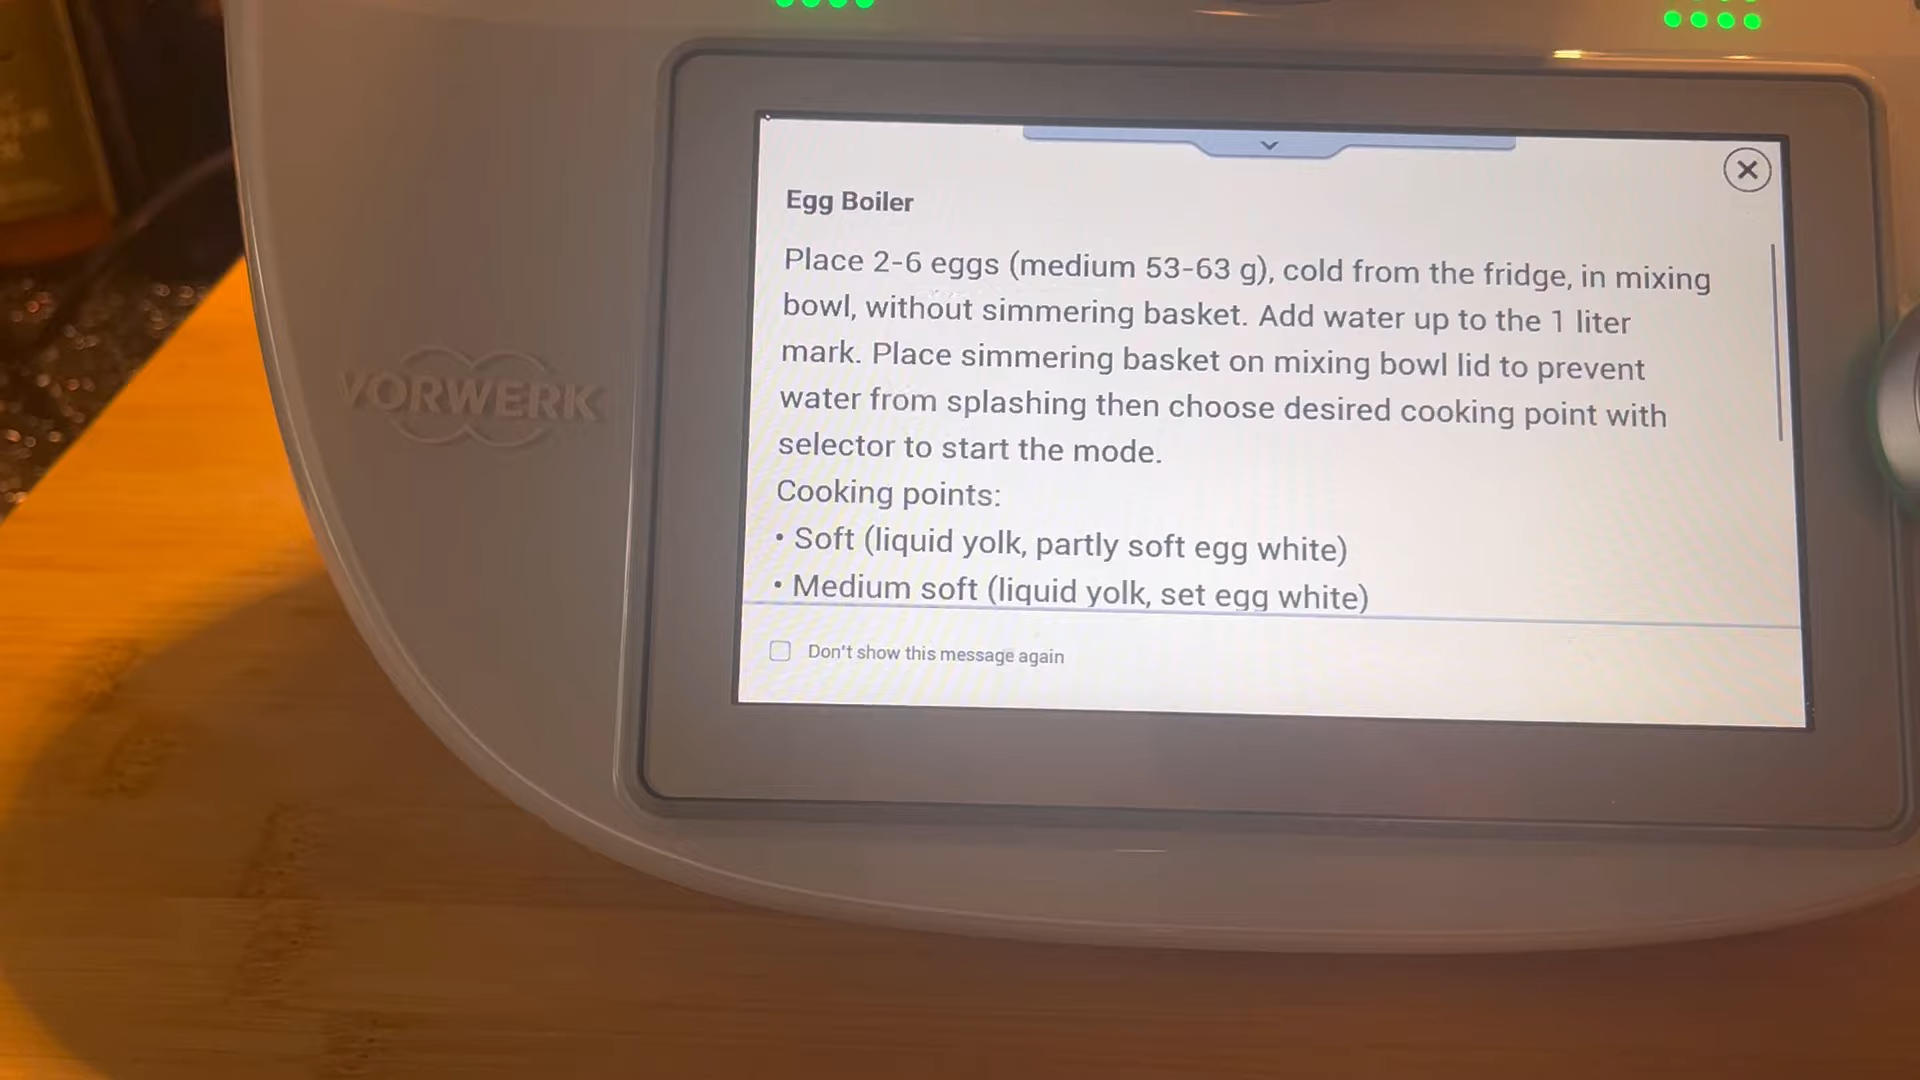 VORWERK
Egg Boiler
Place 2-6 eggs (medium 53-63 g), cold from the fridge, in mixing
bowl, without simmering basket. Add water up to the 1 liter
mark. Place simmering basket on mixing bowl lid to prevent
water from splashing then choose desired cooking point with
selector to start the mode.
Cooking points:
• Soft (liquid yolk, partly soft egg white)
• Medium soft (liquid yolk, set egg white)
Don't show this message again